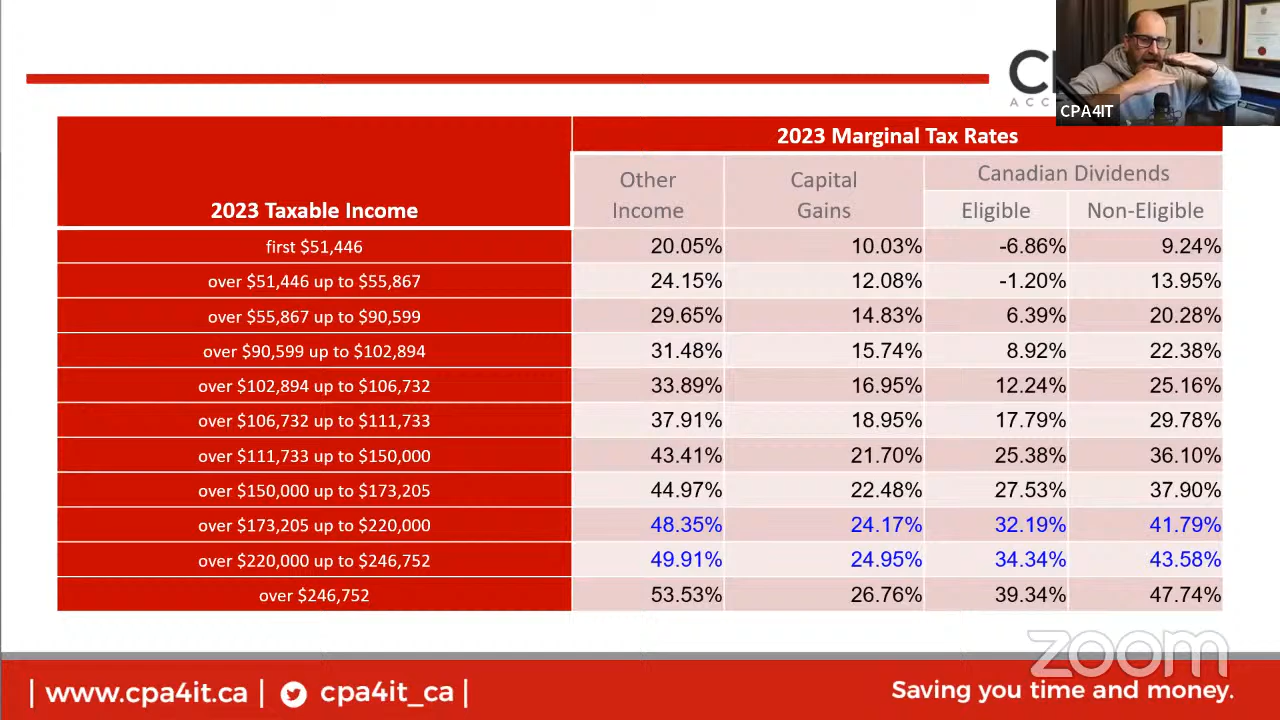 C
ACC
CPA4IT
2023 Marginal Tax Rates
2023 Taxable Income
Other Income
Capital Gains
Canadian Dividends
Eligible Non-Eligible
first $51,446 20.05% 10.03% -6.86% 9.24%
over $51,446 up to $55,867 24.15% 12.08% -1.20% 13.95%
over $55,867 up to $90,599 29.65% 14.83% 6.39% 20.28%
over $90,599 up to $102,894 31.48% 15.74% 8.92% 22.38%
over $102,894 up to $106,732 33.89% 16.95% 12.24% 25.16%
over $106,732 up to $111,733 37.91% 18.95% 17.79% 29.78%
over $111,733 up to $150,000 43.41% 21.70% 25.38% 36.10%
over $150,000 up to $173,205 44.97% 22.48% 27.53% 37.90%
over $173,205 up to $220,000 48.35% 24.17% 32.19% 41.79%
over $220,000 up to $246,752 49.91% 24.95% 34.34% 43.58%
over $246,752 53.53% 26.76% 39.34% 47.74%
zoom
| www.cpa4it.ca | cpa4it_ca |
Saving you time and money.